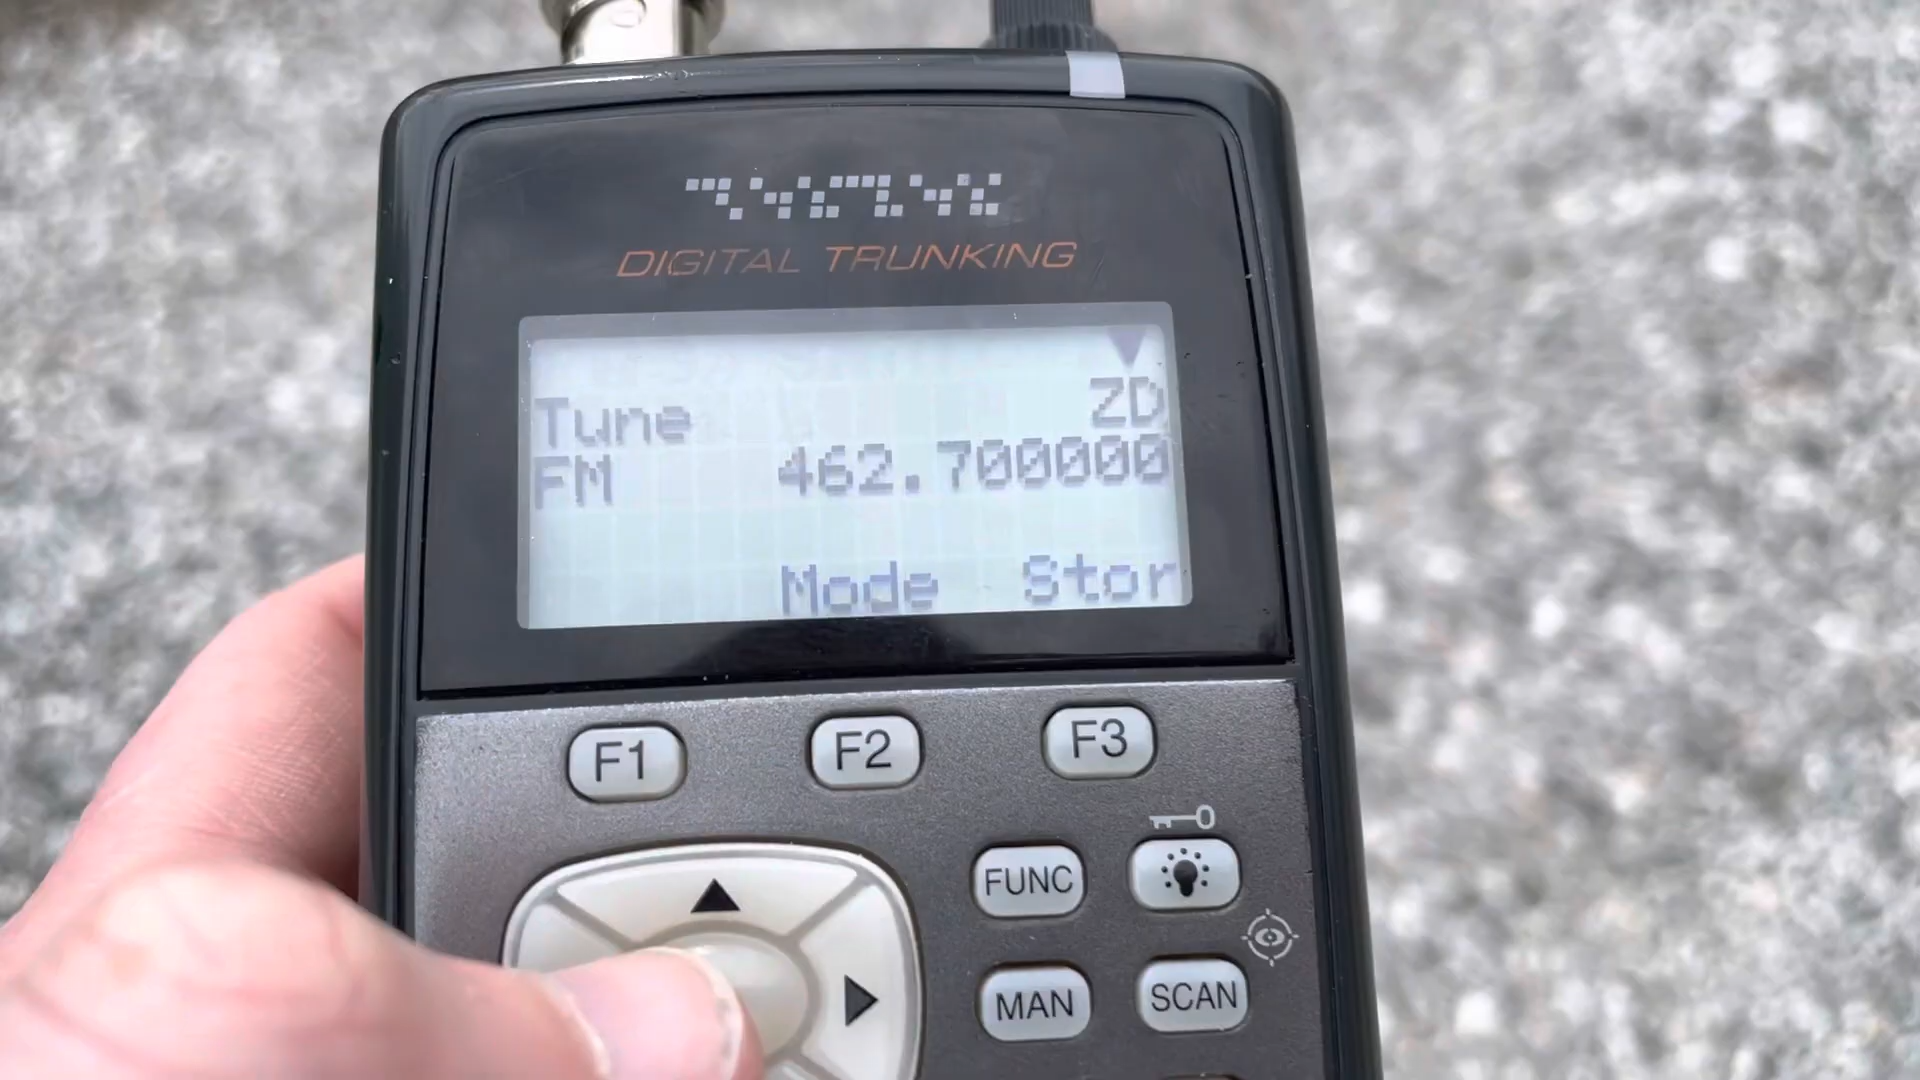 DIGITAL TRUNKING
Tune ZD
FM 462.700000
Mode Stor
F1 F2 F3
FUNC
MAN SCAN